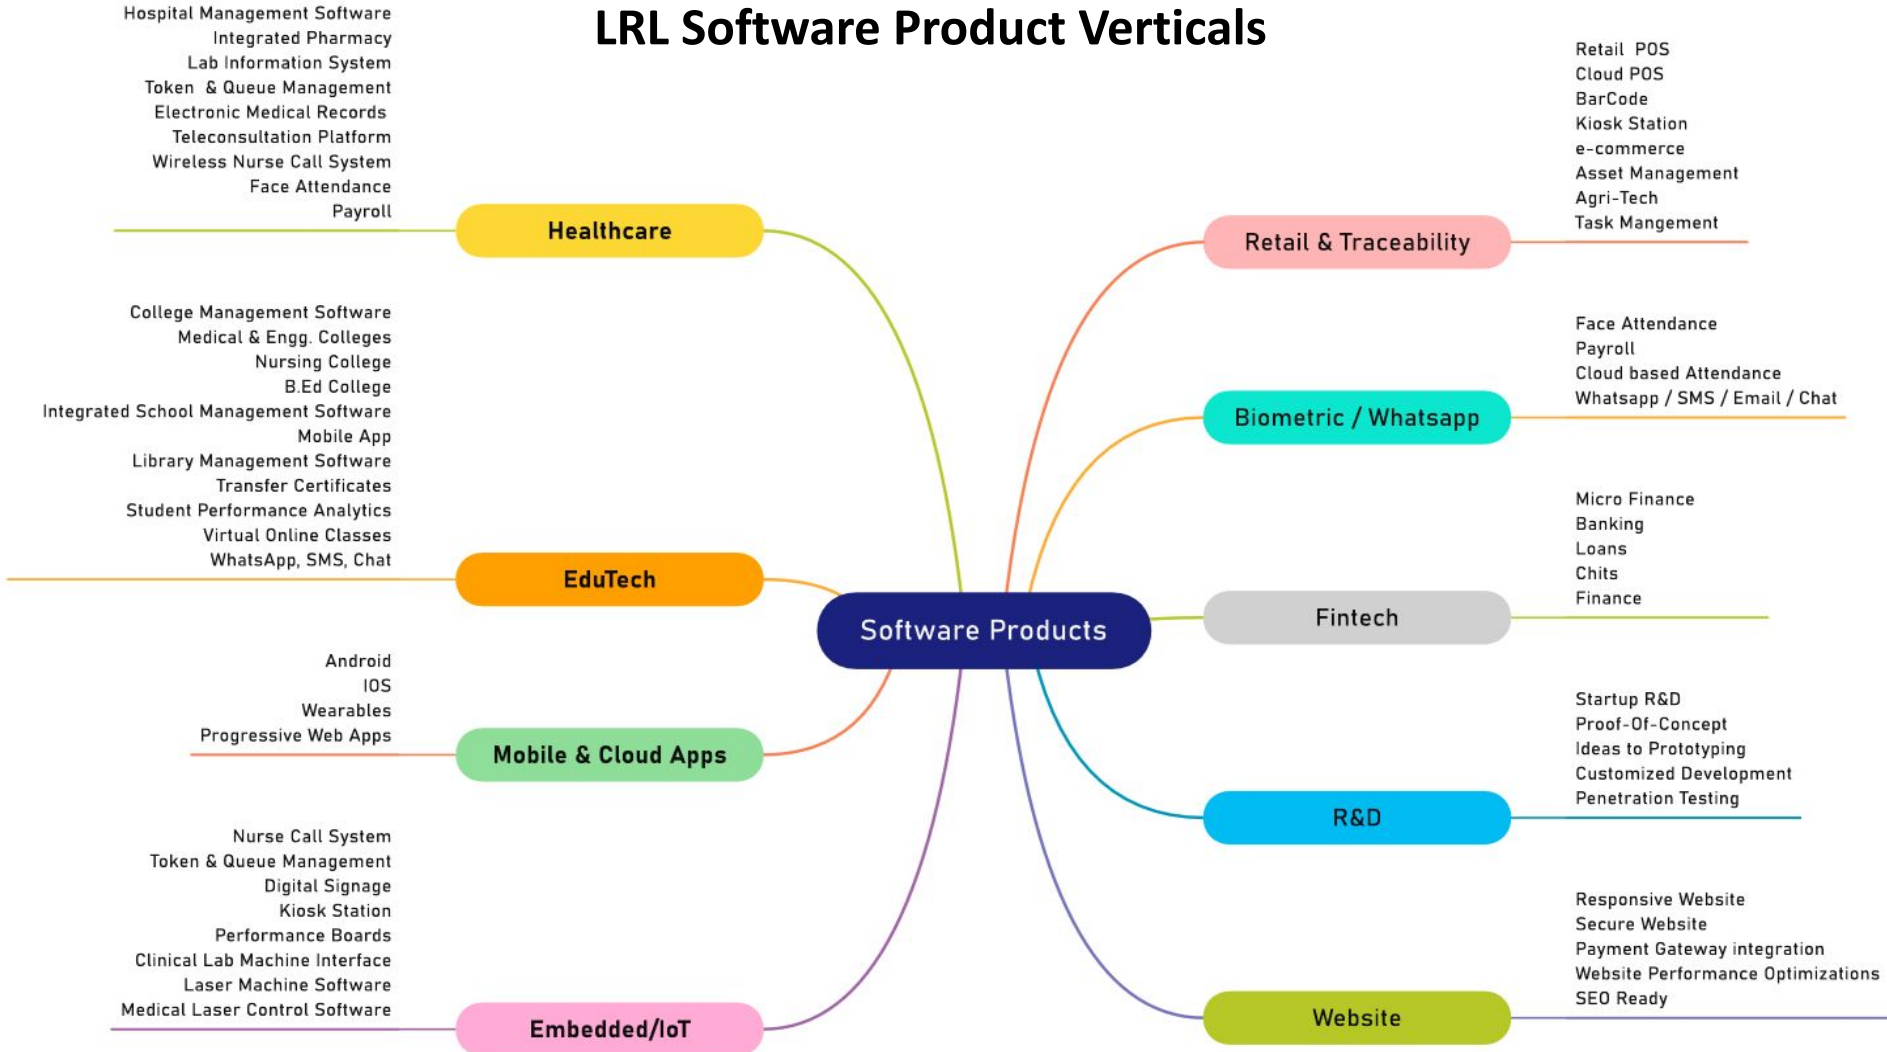 LRL Software Product Verticals
Hospital Management Software
Integrated Pharmacy
Lab Information System
Token & Queue Management
Electronic Medical Records
Teleconsultation Platform
Wireless Nurse Call System
Face Attendance
Payroll
Healthcare
College Management Software
Medical & Engg. Colleges
Nursing College
B.Ed College
Integrated School Management Software
Mobile App
Library Management Software
Transfer Certificates
Student Performance Analytics
Virtual Online Classes
WhatsApp, SMS, Chat
EduTech
Android
IOS
Wearables
Progressive Web Apps
Mobile & Cloud Apps
Nurse Call System
Token & Queue Management
Digital Signage
Kiosk Station
Performance Boards
Clinical Lab Machine Interface
Laser Machine Software
Medical Laser Control Software
Embedded/IoT
Software Products
Retail POS
Cloud POS
BarCode
Kiosk Station
e-commerce
Asset Management
Agri-Tech
Task Mangement
Retail & Traceability
Face Attendance
Payroll
Cloud based Attendance
Whatsapp / SMS / Email / Chat
Biometric / Whatsapp
Micro Finance
Banking
Loans
Chits
Finance
Fintech
Startup R&D
Proof-Of-Concept
Ideas to Prototyping
Customized Development
Penetration Testing
R&D
Responsive Website
Secure Website
Payment Gateway integration
Website Performance Optimizations
SEO Ready
Website